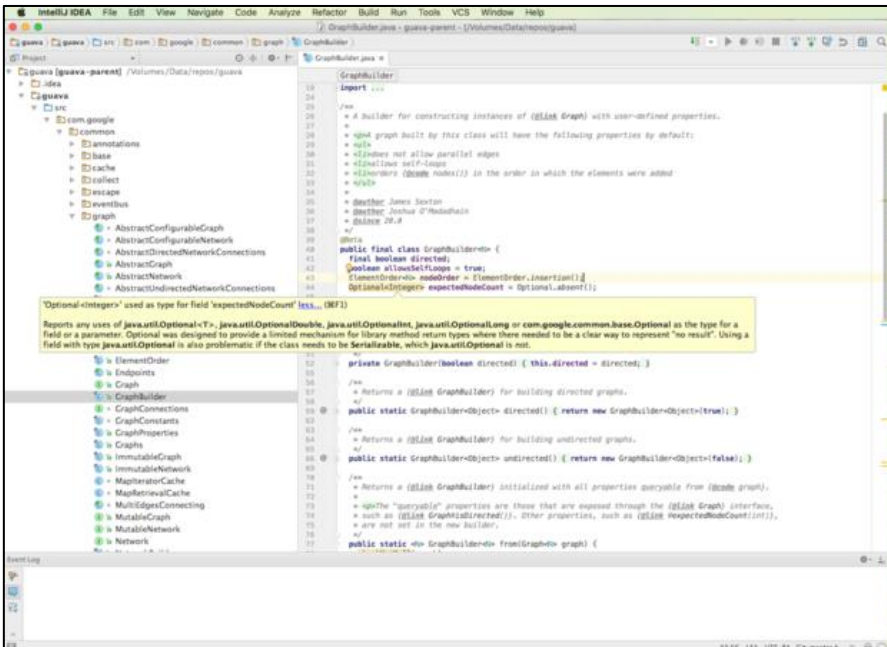 IntelliJ IDEA File Edit View Navigate Code Analyze Refactor Build Run Tools VCS Window Help
GraphBuilder.java - guava-parent - [/Volumes/Data/repos/guava]
guava guava src com google common graph GraphBuilder
Project
GraphBuilder.java
guava [guava-parent] /Volumes/Data/repos/guava
.idea
guava
src
com.google
common
annotations
base
cache
collect
escape
eventbus
graph
AbstractConfigurableGraph
AbstractConfigurableNetwork
AbstractDirectedNetworkConnections
AbstractGraph
AbstractNetwork
AbstractUndirectedNetworkConnections
GraphBuilder
import ...
/**
* A builder for constructing instances of {@link Graph} with user-defined properties.
*
* <p>A graph built by this class will have the following properties by default:
* <ul>
* <li>does not allow parallel edges
* <li>allows self-loops
* <li>orders {@code nodes()} in the order in which the elements were added
* </ul>
*
* @author James Sexton
* @author Joshua O'Madadhain
* @since 20.0
*/
@Beta
public final class GraphBuilder<N> {
final boolean directed;
boolean allowsSelfLoops = true;
ElementOrder<N> nodeOrder = ElementOrder.insertion();
Optional<Integer> expectedNodeCount = Optional.absent();
'Optional<Integer>' used as type for field 'expectedNodeCount' less... (⌘F1)
Reports any uses of java.util.Optional<T>, java.util.OptionalDouble, java.util.OptionalInt, java.util.OptionalLong or com.google.common.base.Optional as the type for a
field or a parameter. Optional was designed to provide a limited mechanism for library method return types where there needed to be a clear way to represent "no result". Using a
field with type java.util.Optional is also problematic if the class needs to be Serializable, which java.util.Optional is not.
ElementOrder
Endpoints
Graph
GraphBuilder
GraphConnections
GraphConstants
GraphProperties
Graphs
ImmutableGraph
ImmutableNetwork
MapIteratorCache
MapRetrievalCache
MultiEdgesConnecting
MutableGraph
MutableNetwork
Network
private GraphBuilder(boolean directed) { this.directed = directed; }
/**
* Returns a {@link GraphBuilder} for building directed graphs.
*/
public static GraphBuilder<Object> directed() { return new GraphBuilder<Object>(true); }
/**
* Returns a {@link GraphBuilder} for building undirected graphs.
*/
public static GraphBuilder<Object> undirected() { return new GraphBuilder<Object>(false); }
/**
* Returns a {@link GraphBuilder} initialized with all properties queryable from {@code graph}.
*
* <p>The "queryable" properties are those that are exposed through the {@link Graph} interface,
* such as {@link Graph#isDirected()}. Other properties, such as {@link #expectedNodeCount(int)},
* are not set in the new builder.
*/
public static <N> GraphBuilder<N> from(Graph<N> graph) {
Event Log